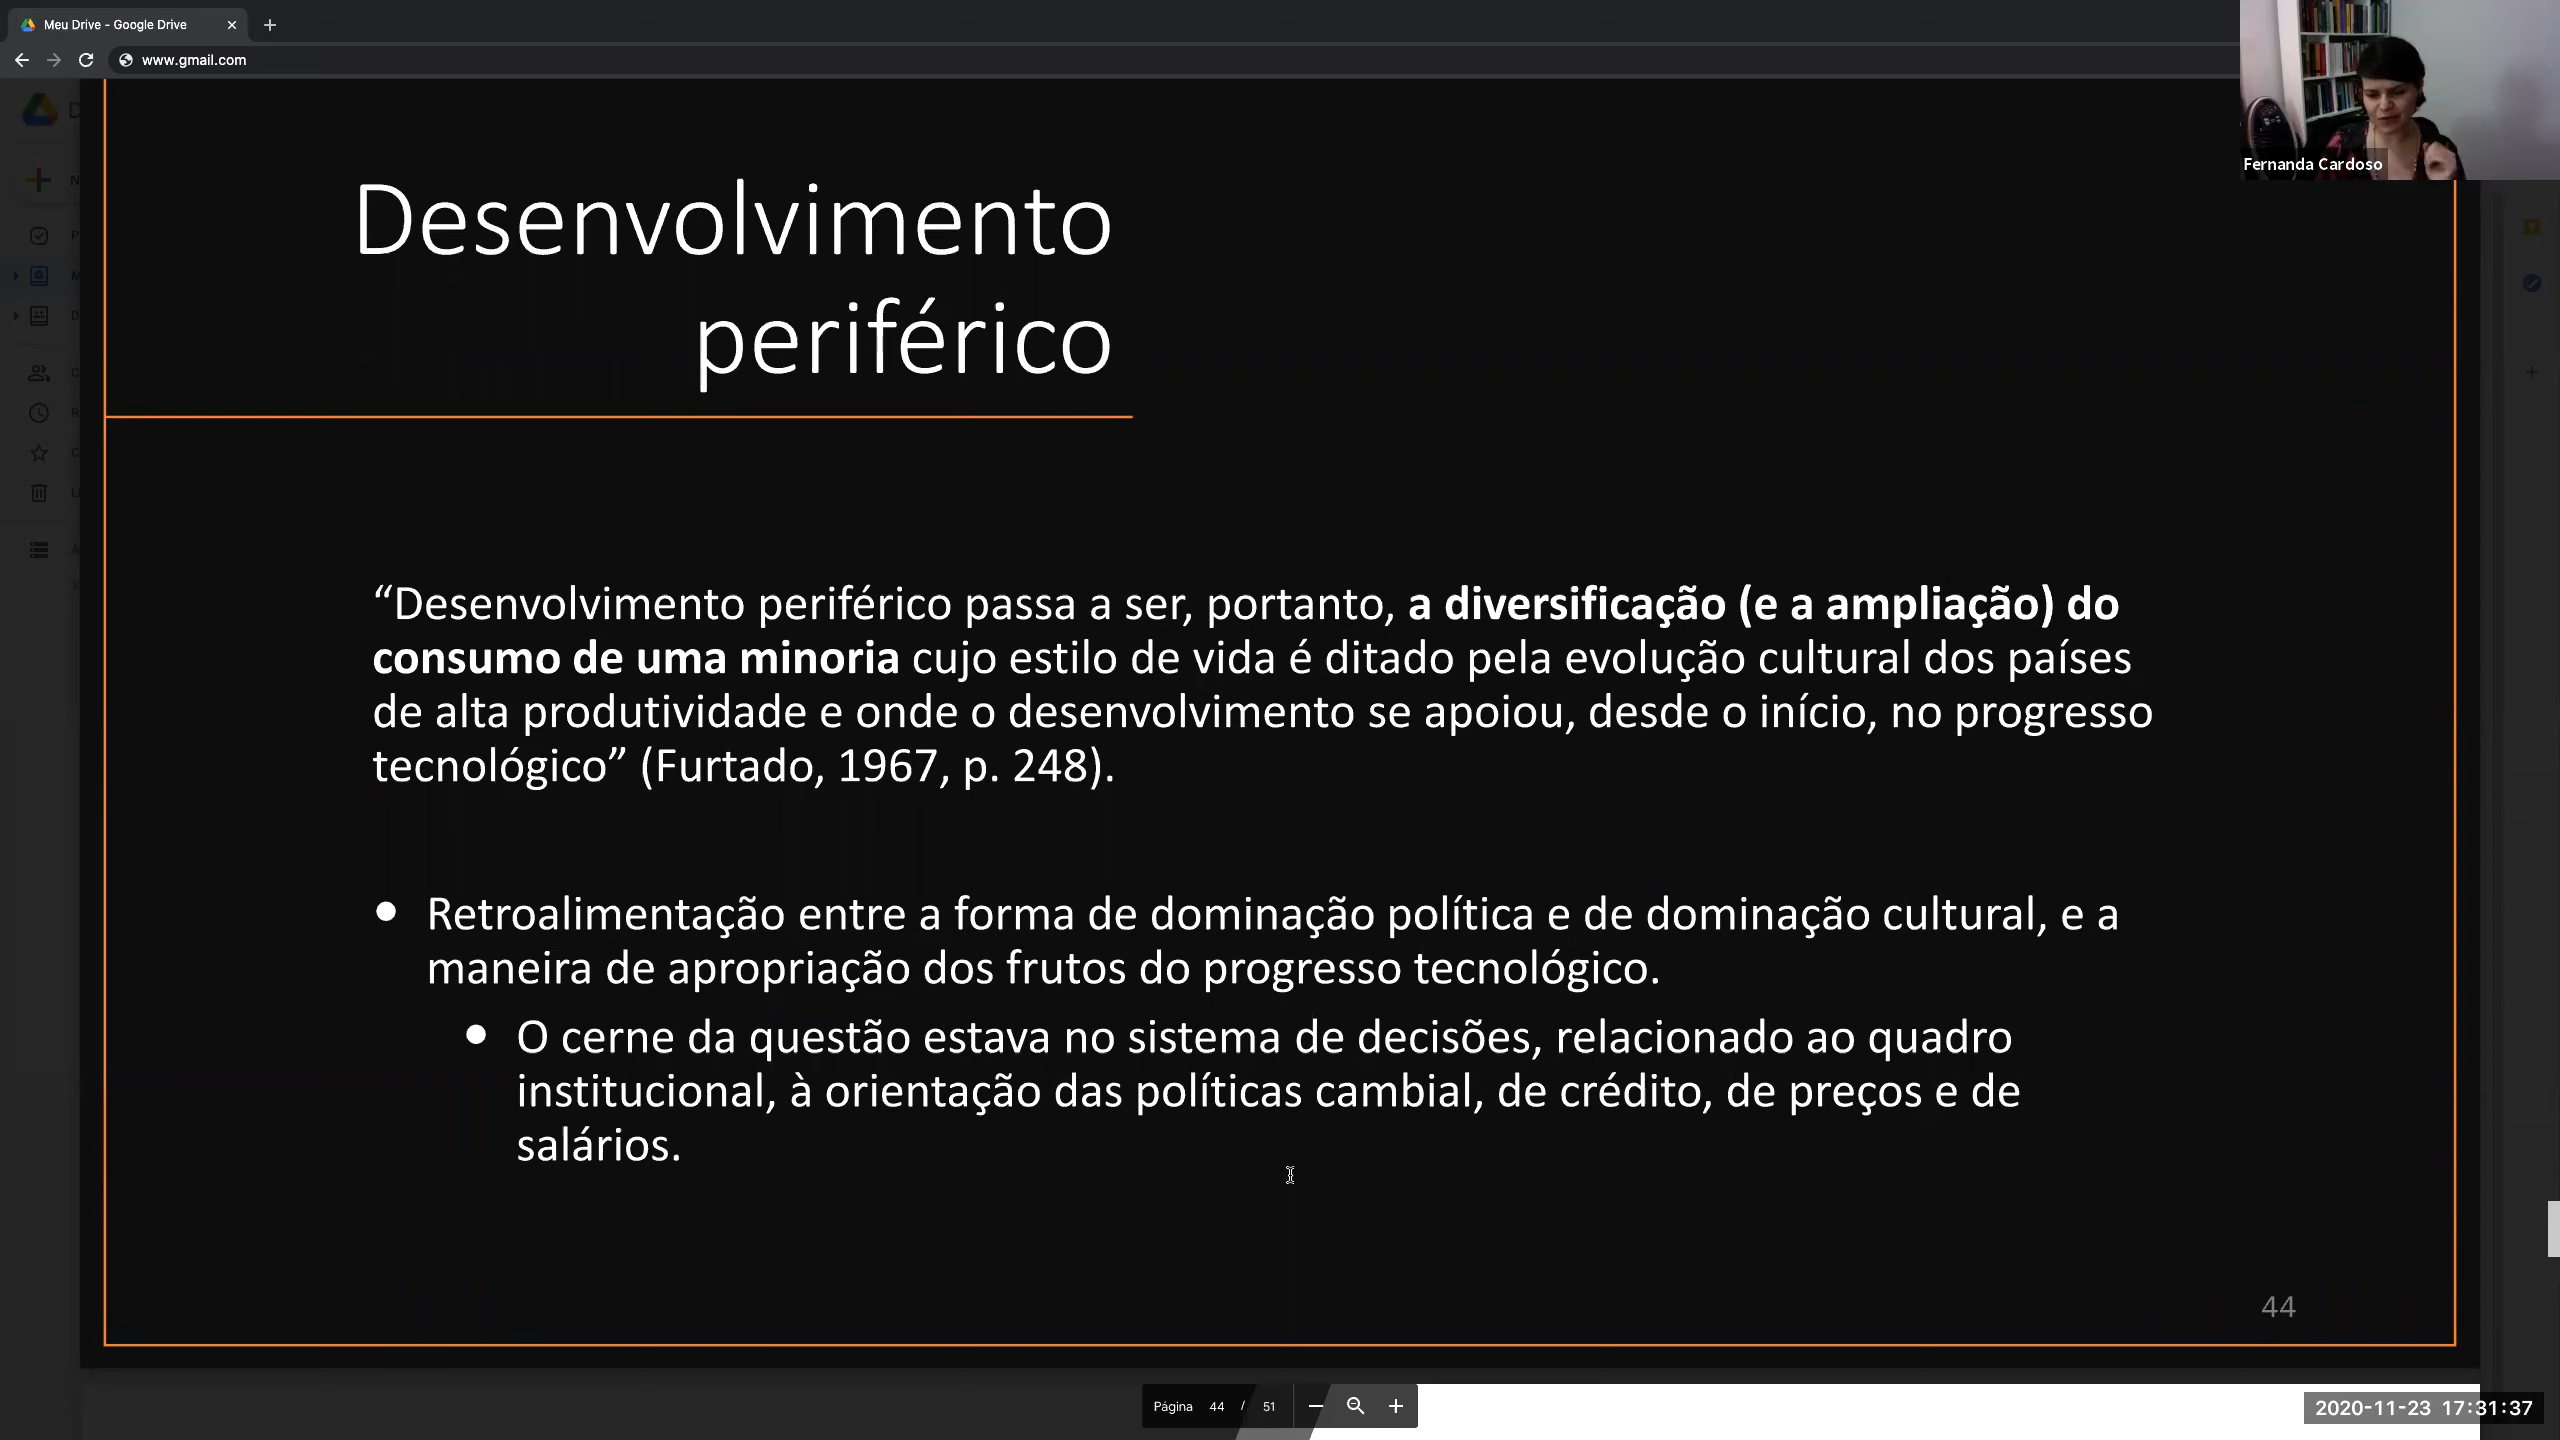 Meu Drive - Google Drive
www.gmail.com
Fernanda Cardoso
Desenvolvimento
periférico
“Desenvolvimento periférico passa a ser, portanto, a diversificação (e a ampliação) do
consumo de uma minoria cujo estilo de vida é ditado pela evolução cultural dos países
de alta produtividade e onde o desenvolvimento se apoiou, desde o início, no progresso
tecnológico” (Furtado, 1967, p. 248).
• Retroalimentação entre a forma de dominação política e de dominação cultural, e a
maneira de apropriação dos frutos do progresso tecnológico.
• O cerne da questão estava no sistema de decisões, relacionado ao quadro
institucional, à orientação das políticas cambial, de crédito, de preços e de
salários.
44
Página 44 / 51
2020-11-23 17:31:37